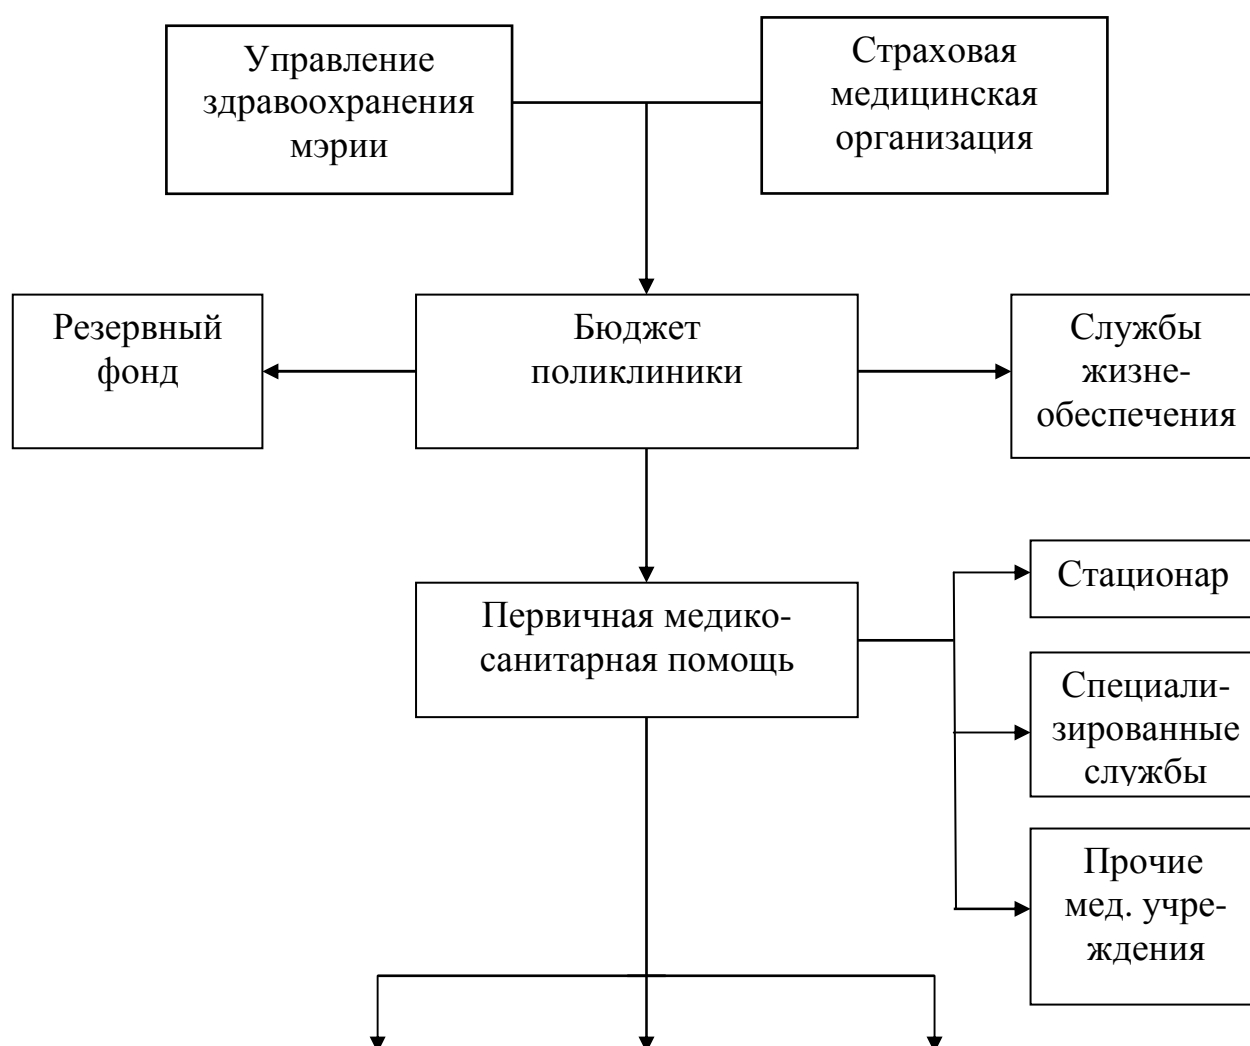 Управление
здравоохранения
мэрии
Страховая
медицинская
организация
Резервный
фонд
Бюджет
поликлиники
Службы
жизне-
обеспечения
Первичная медико-
санитарная помощь
Стационар
Специали-
зированные
службы
Прочие
мед. учре-
ждения